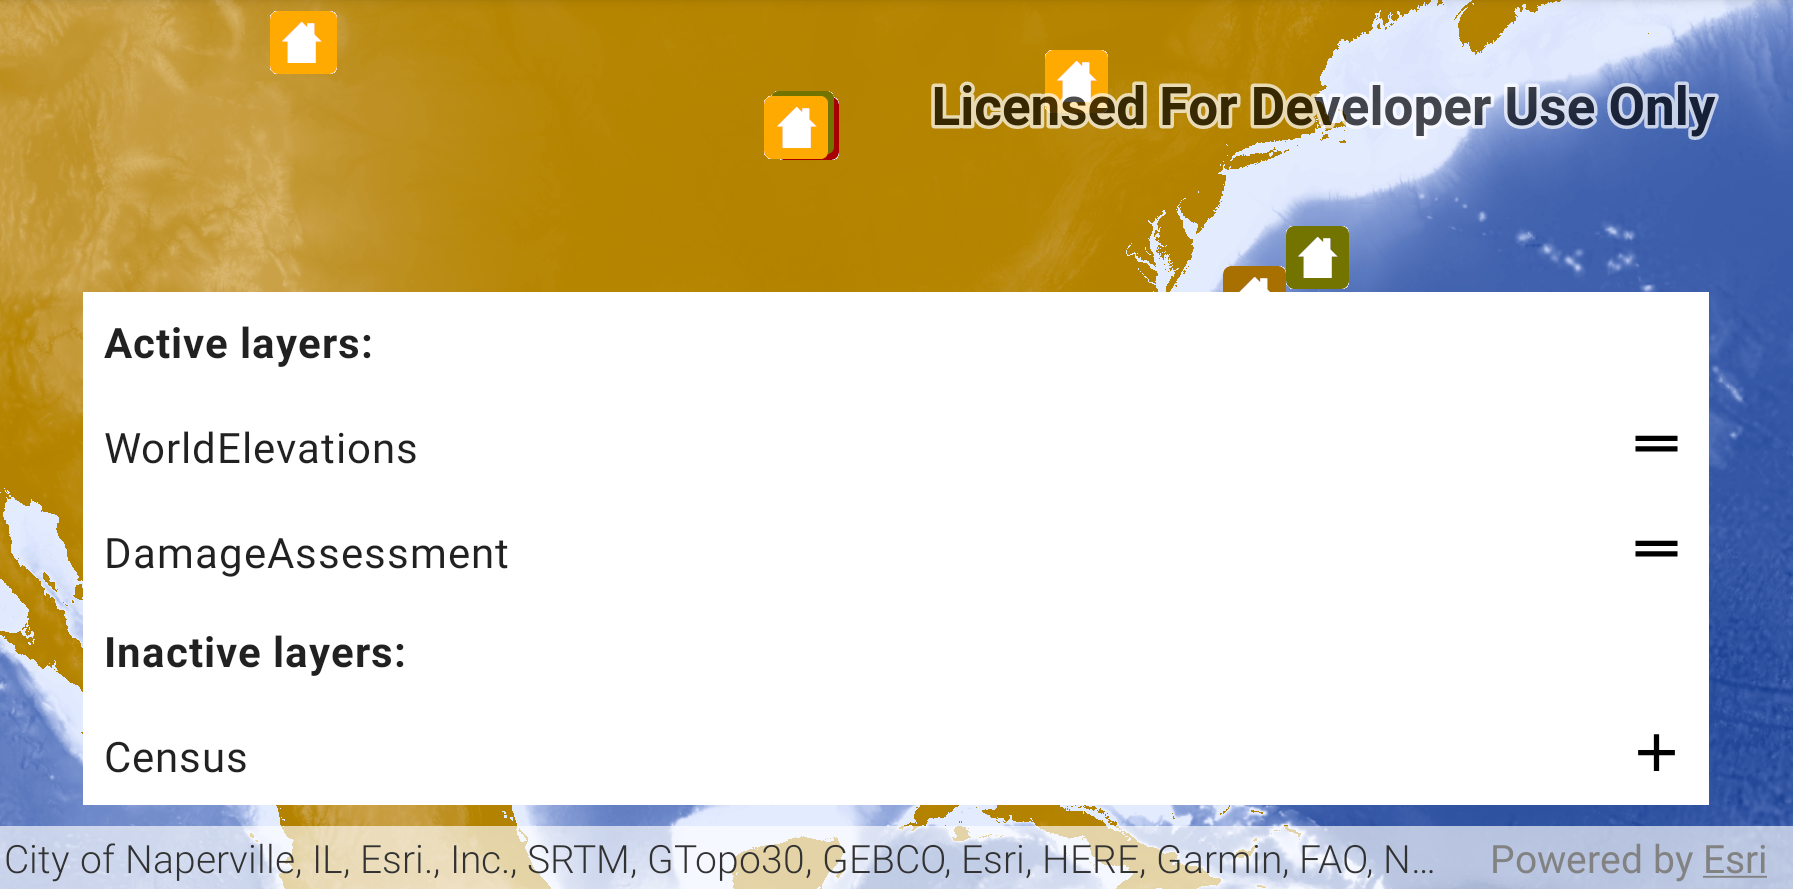 Licensed For Developer Use Only
Active layers:
WorldElevations
DamageAssessment
Inactive layers:
Census
City of Naperville, IL, Esri., Inc., SRTM, GTopo30, GEBCO, Esri, HERE, Garmin, FAO, N... Powered by Esri